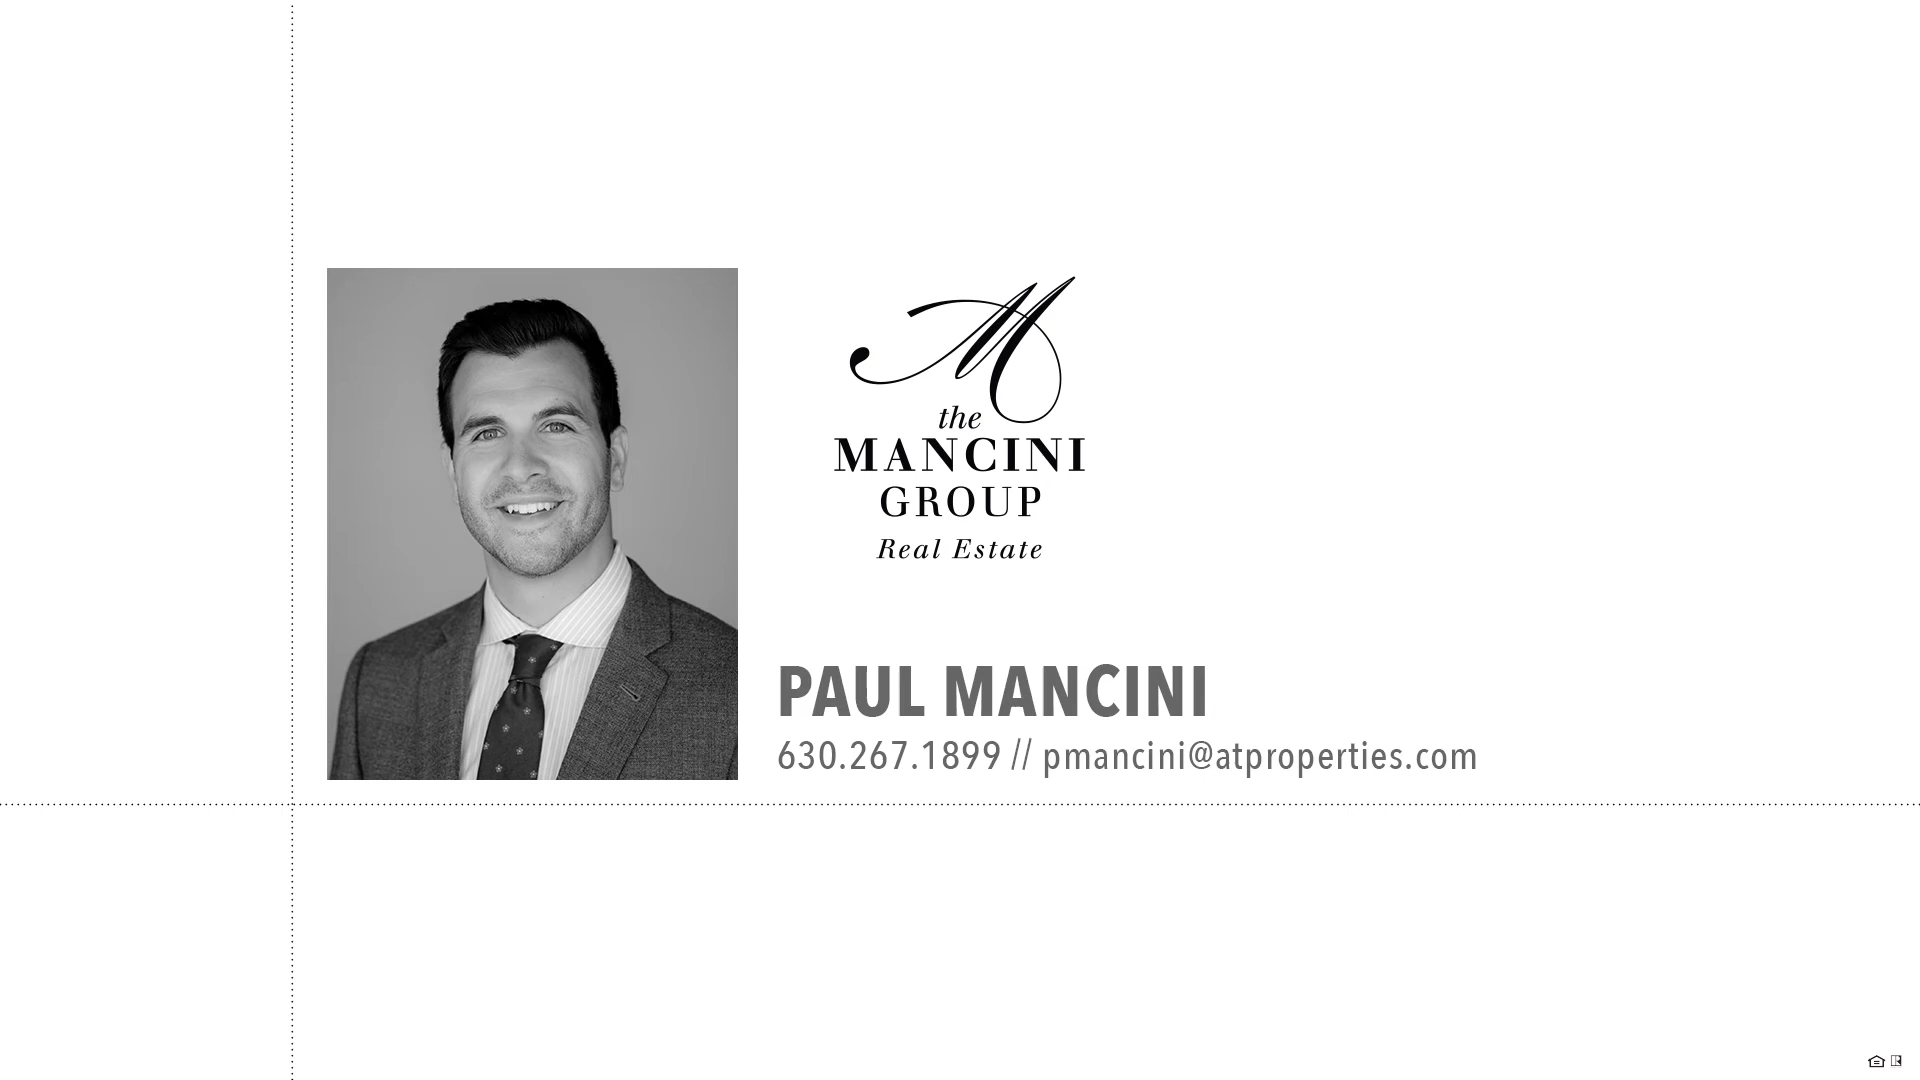 the
MANCINI
GROUP
Real Estate
PAUL MANCINI
630.267.1899 // pmancini@atproperties.com